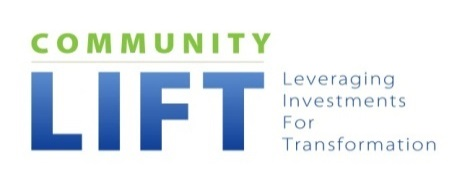 COMMUNITY
LIFT
Leveraging
Investments
For
Transformation